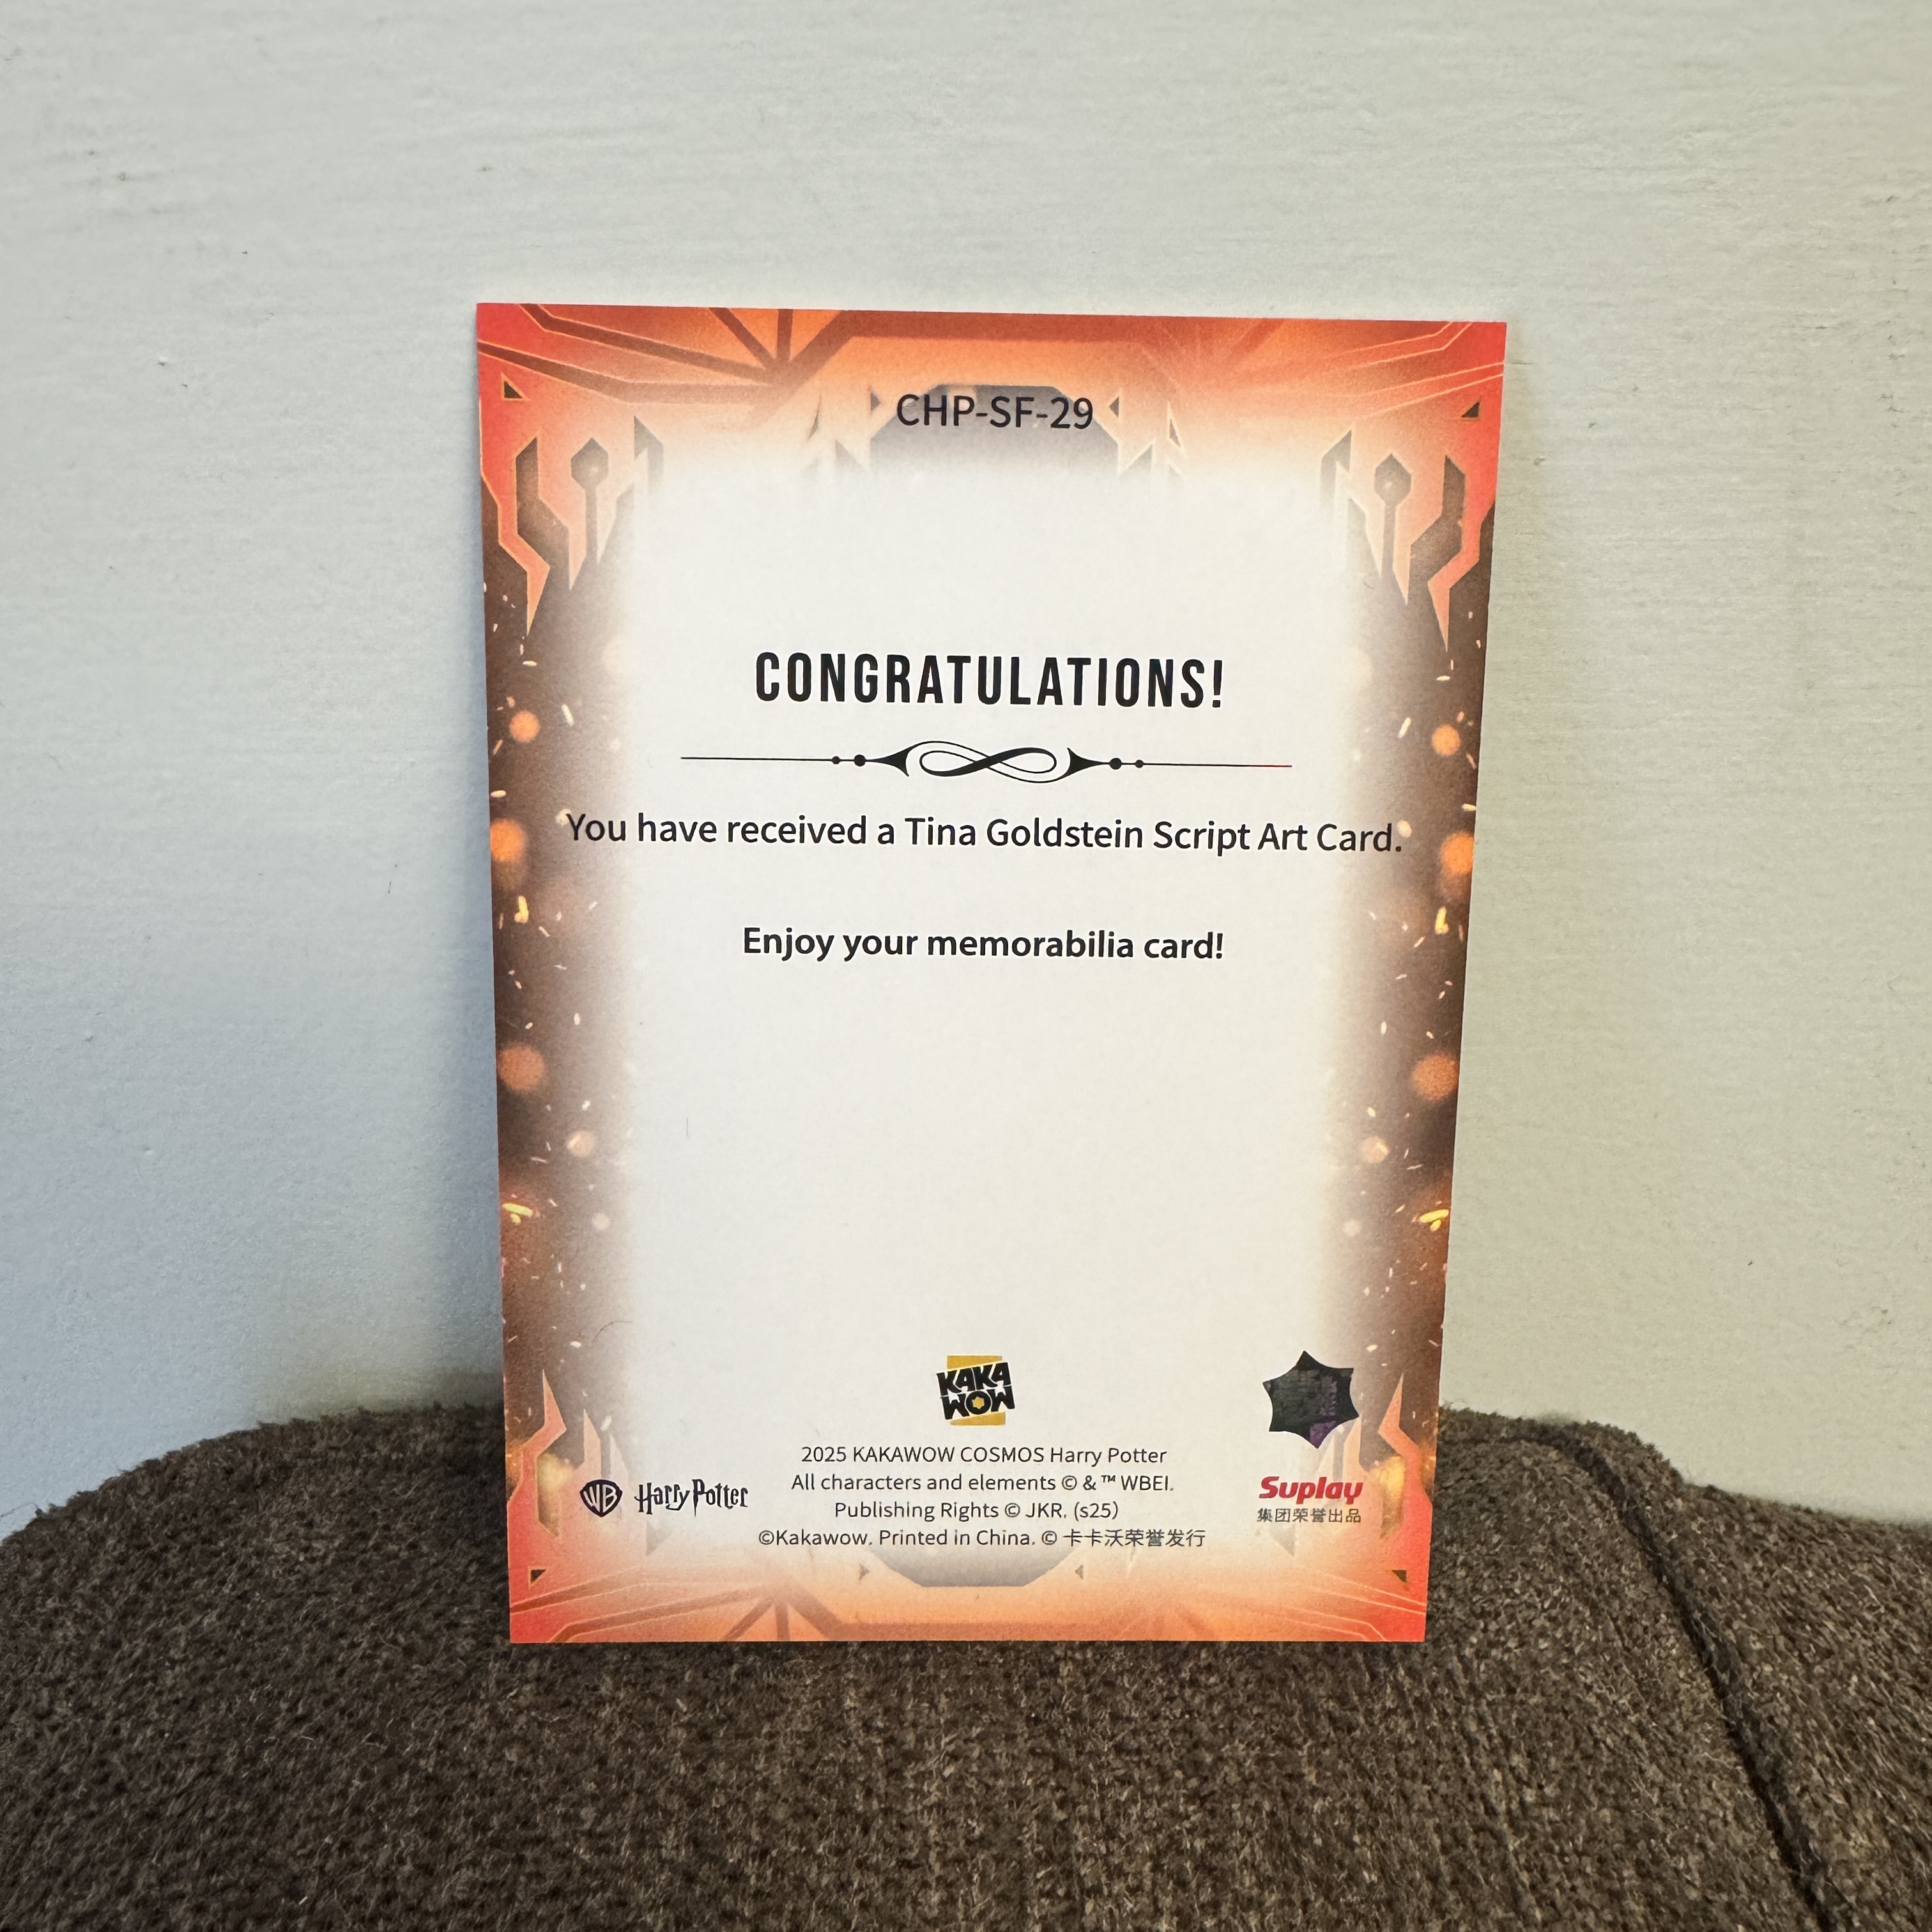 CHP-SF-29
CONGRATULATIONS!
You have received a Tina Goldstein Script Art Card.
Enjoy your memorabilia card!
KAKA
WOW
2025 KAKAWOW COSMOS Harry Potter
All characters and elements © & ™ WBEI.
WB Harry Potter
Publishing Rights © JKR. (s25)
©Kakawow. Printed in China. © 卡卡沃荣誉发行
Suplay
集团荣誉出品